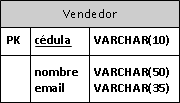 Vendedor
PK cédula VARCHAR(10)
nombre VARCHAR(50)
email VARCHAR(35)